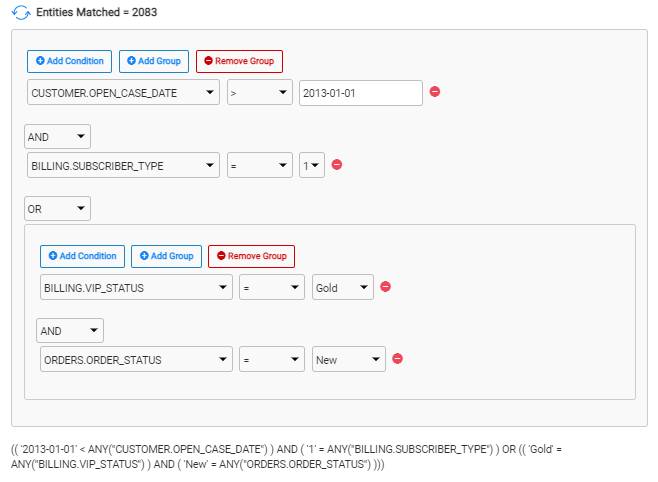 Entities Matched = 2083
Add Condition Add Group Remove Group
CUSTOMER.OPEN_CASE_DATE > 2013-01-01
AND
BILLING.SUBSCRIBER_TYPE = 1
OR
Add Condition Add Group Remove Group
BILLING.VIP_STATUS = Gold
AND
ORDERS.ORDER_STATUS = New
(( '2013-01-01' < ANY("CUSTOMER.OPEN_CASE_DATE") ) AND ( '1' = ANY("BILLING.SUBSCRIBER_TYPE") ) OR (( 'Gold' =
ANY("BILLING.VIP_STATUS") ) AND ( 'New' = ANY("ORDERS.ORDER_STATUS") )))